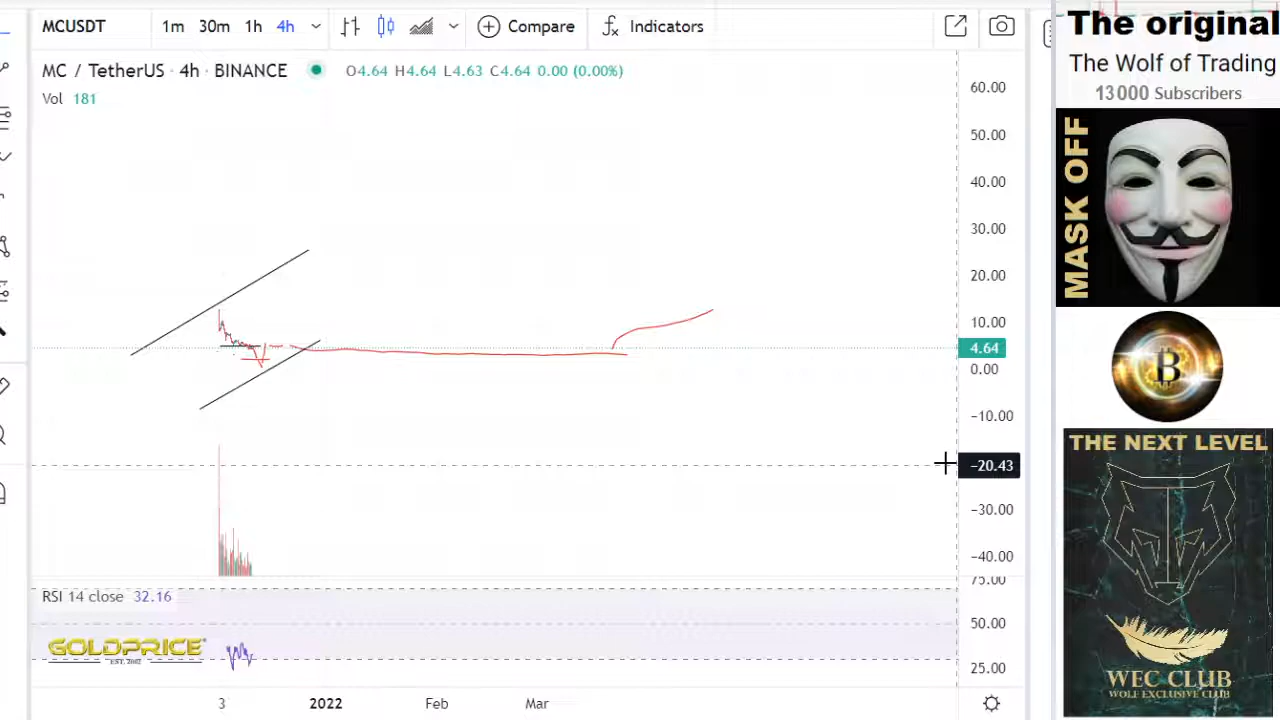 MCUSDT 1m 30m 1h 4h Compare Indicators
MC / TetherUS · 4h · BINANCE O4.64 H4.64 L4.63 C4.64 0.00 (0.00%)
Vol 181
60.00
50.00
40.00
30.00
20.00
10.00
4.64
0.00
−10.00
−20.43
−30.00
−40.00
75.00
RSI 14 close 32.16
50.00
25.00
GOLDPRICE
EST. 2002
3 2022 Feb Mar
The original
The Wolf of Trading
13000 Subscribers
MASK OFF
B
THE NEXT LEVEL
WEC CLUB
WOLF EXCLUSIVE CLUB